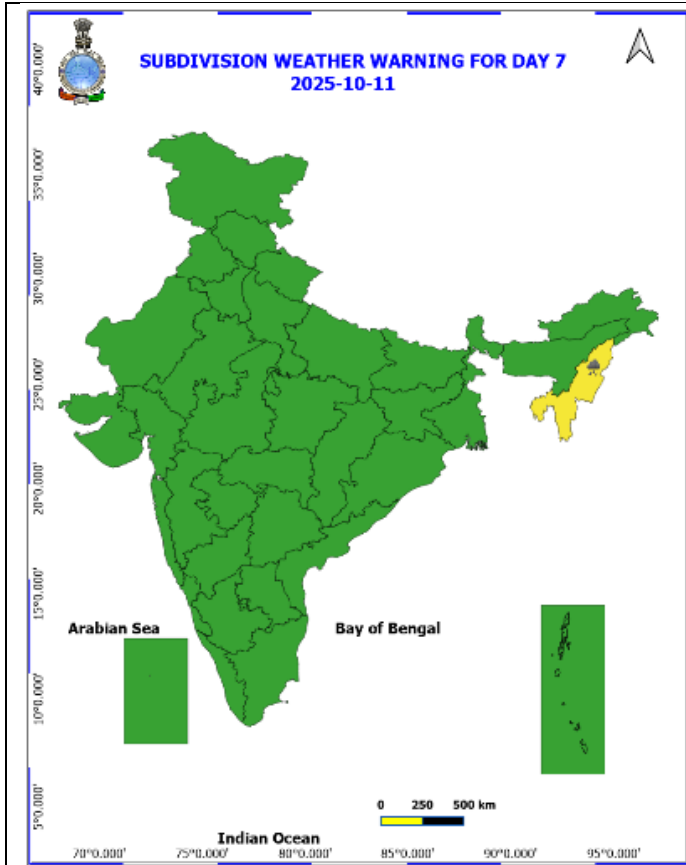 SUBDIVISION WEATHER WARNING FOR DAY 7
2025-10-11
40°0.000'
35°0.000'
30°0.000'
25°0.000'
20°0.000'
15°0.000'
10°0.000'
5°0.000'
Arabian Sea
Bay of Bengal
0 250 500 km
Indian Ocean
70°0.000' 75°0.000' 80°0.000' 85°0.000' 90°0.000' 95°0.000'